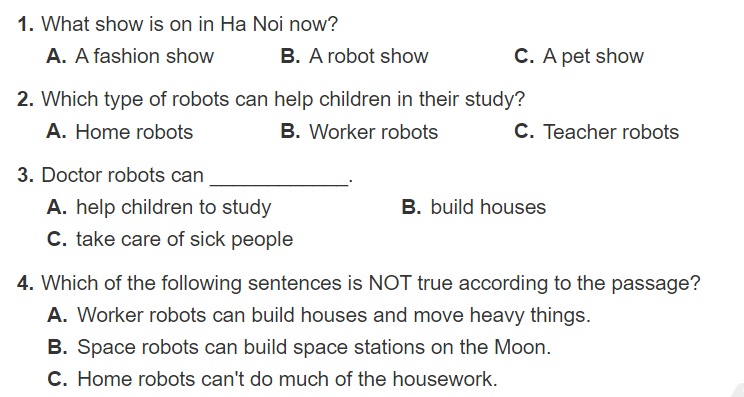 1. What show is on in Ha Noi now?
A. A fashion show B. A robot show C. A pet show
2. Which type of robots can help children in their study?
A. Home robots B. Worker robots C. Teacher robots
3. Doctor robots can ____________.
A. help children to study B. build houses
C. take care of sick people
4. Which of the following sentences is NOT true according to the passage?
A. Worker robots can build houses and move heavy things.
B. Space robots can build space stations on the Moon.
C. Home robots can't do much of the housework.